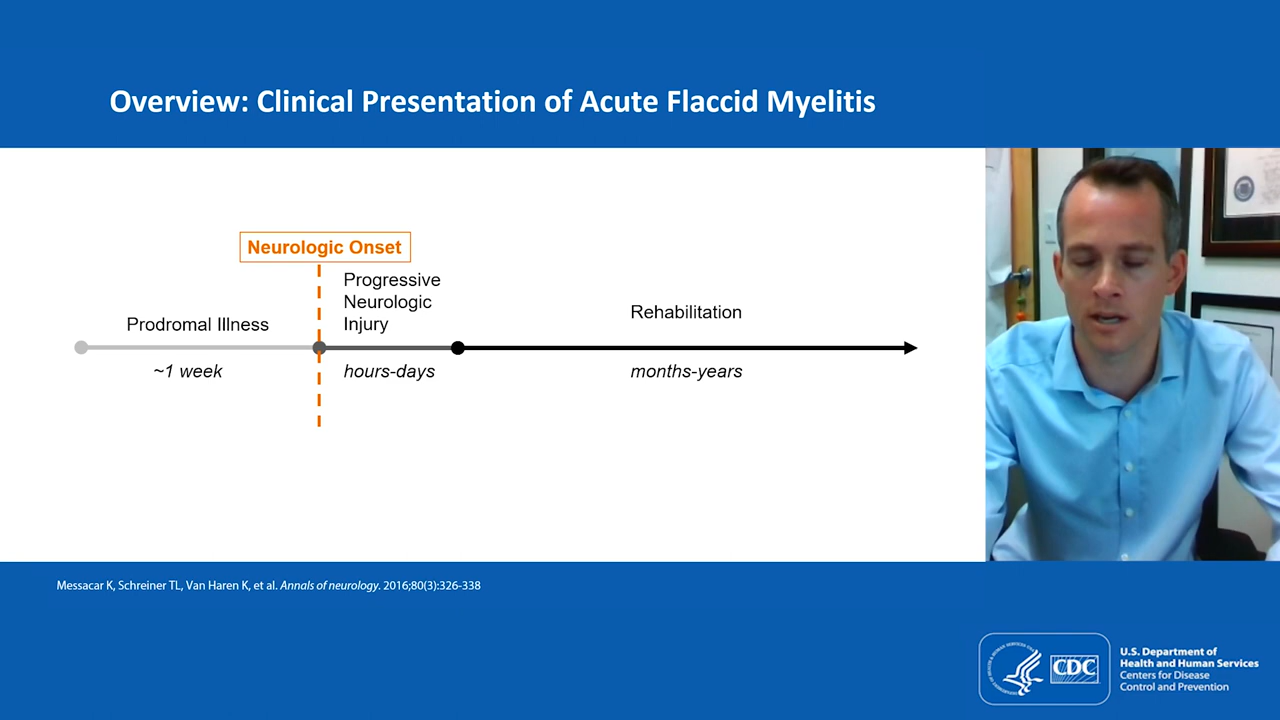 Overview: Clinical Presentation of Acute Flaccid Myelitis
Neurologic Onset
Progressive
Neurologic
Injury
Prodromal Illness
Rehabilitation
~1 week
hours-days
months-years
Messacar K, Schreiner TL, Van Haren K, et al. Annals of neurology. 2016;80(3):326-338
CDC
U.S. Department of
Health and Human Services
Centers for Disease
Control and Prevention